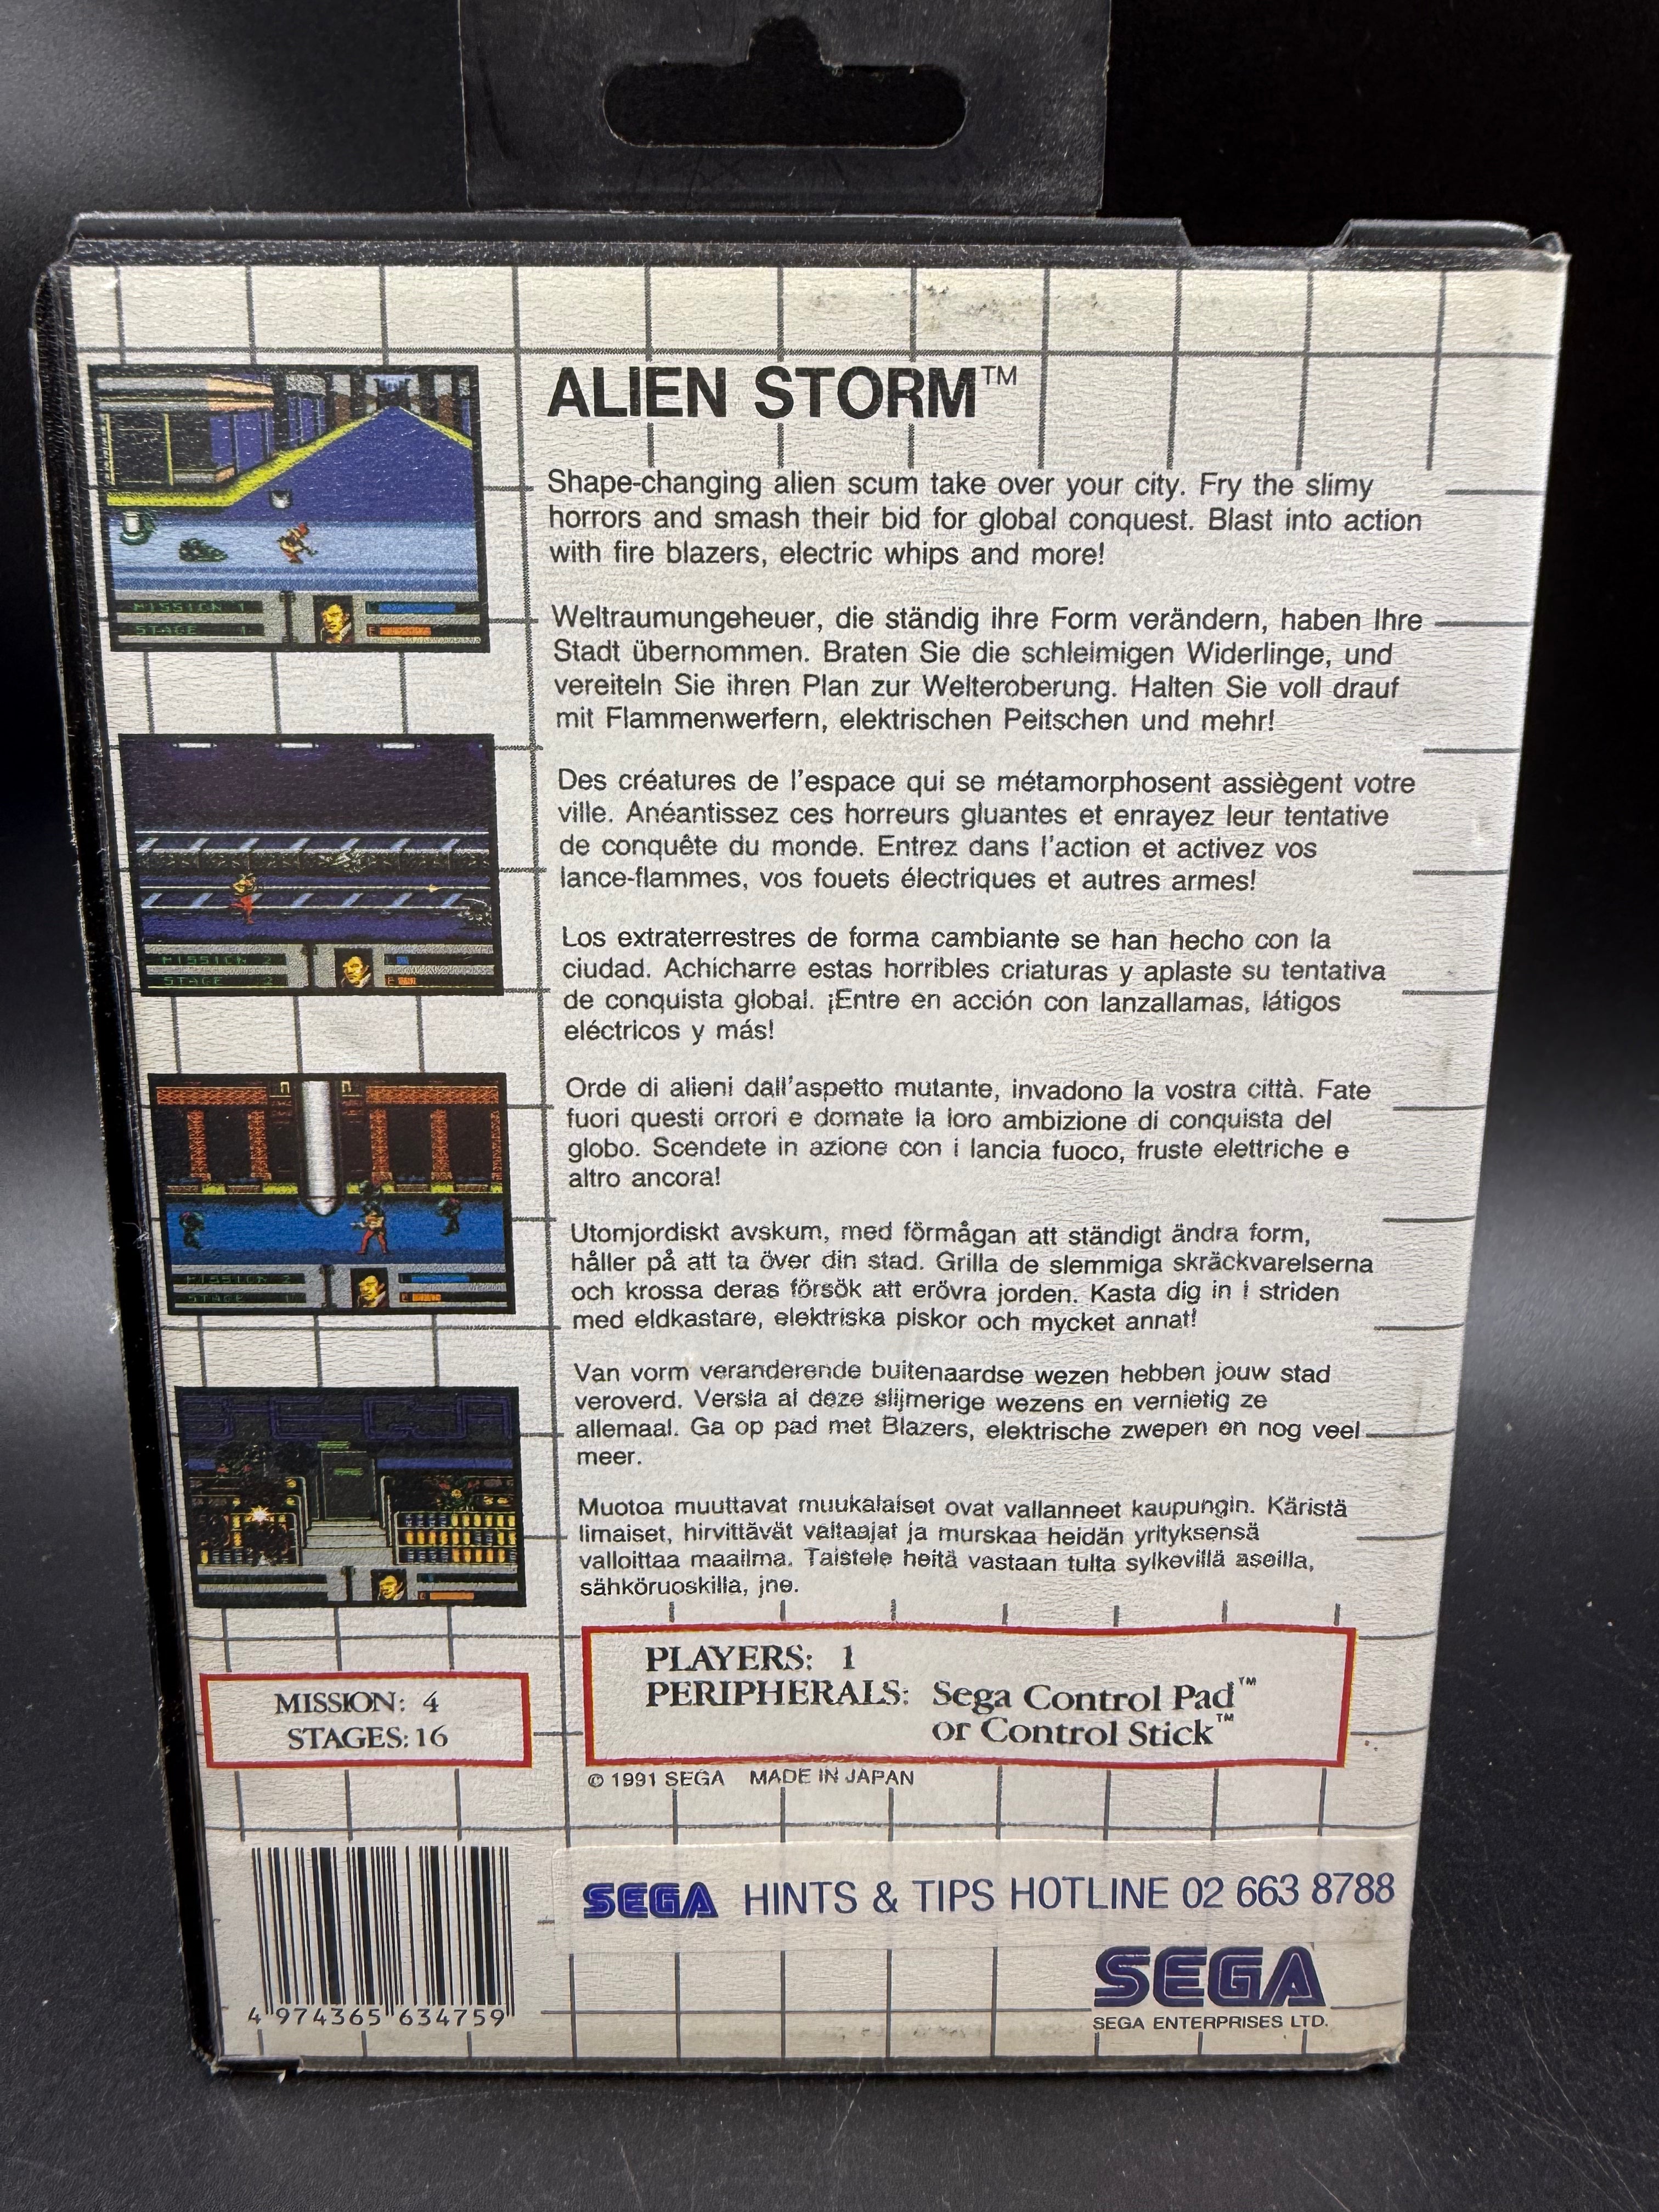 ALIEN STORM™
Shape-changing alien scum take over your city. Fry the slimy
horrors and smash their bid for global conquest. Blast into action
with fire blazers, electric whips and more!
Weltraumungeheuer, die ständig ihre Form verändern, haben Ihre
Stadt übernommen. Braten Sie die schleimigen Widerlinge, und
vereiteln Sie ihren Plan zur Welteroberung. Halten Sie voll drauf
mit Flammenwerfern, elektrischen Peitschen und mehr!
Des créatures de l'espace qui se métamorphosent assiègent votre
ville. Anéantissez ces horreurs gluantes et enrayez leur tentative
de conquête du monde. Entrez dans l'action et activez vos
lance-flammes, vos fouets électriques et autres armes!
Los extraterrestres de forma cambiante se han hecho con la
ciudad. Achicharre estas horribles criaturas y aplaste su tentativa
de conquista global. ¡Entre en acción con lanzallamas, látigos
eléctricos y más!
Orde di alieni dall'aspetto mutante, invadono la vostra città. Fate
fuori questi orrori e domate la loro ambizione di conquista del
globo. Scendete in azione con i lancia fuoco, fruste elettriche e
altro ancora!
Utomjordiskt avskum, med förmågan att ständigt ändra form,
håller på att ta över din stad. Grilla de slemmiga skräckvarelserna
och krossa deras försök att erövra jorden. Kasta dig in i striden
med eldkastare, elektriska piskor och mycket annat!
Van vorm veranderende buitenaardse wezen hebben jouw stad
veroverd. Versla al deze slijmerige wezens en vernietig ze
allemaal. Ga op pad met Blazers, elektrische zwepen en nog veel
meer.
Muotoa muuttavat muukalaiset ovat vallanneet kaupungin. Käristä
limaiset, hirvittävät valtaajat ja murskaa heidän yrityksensä
valloittaa maailma. Taistele heitä vastaan tulta sylkevillä aseilla,
sähköruoskilla, jne.
MISSION 1
STAGE 1
MISSION 2
STAGE 2
MISSION 2
STAGE 1
SEGA
MISSION: 4
STAGES: 16
PLAYERS: 1
PERIPHERALS: Sega Control Pad™
or Control Stick™
© 1991 SEGA MADE IN JAPAN
SEGA HINTS & TIPS HOTLINE 02 663 8788
4 974365 634759
SEGA
SEGA ENTERPRISES LTD.